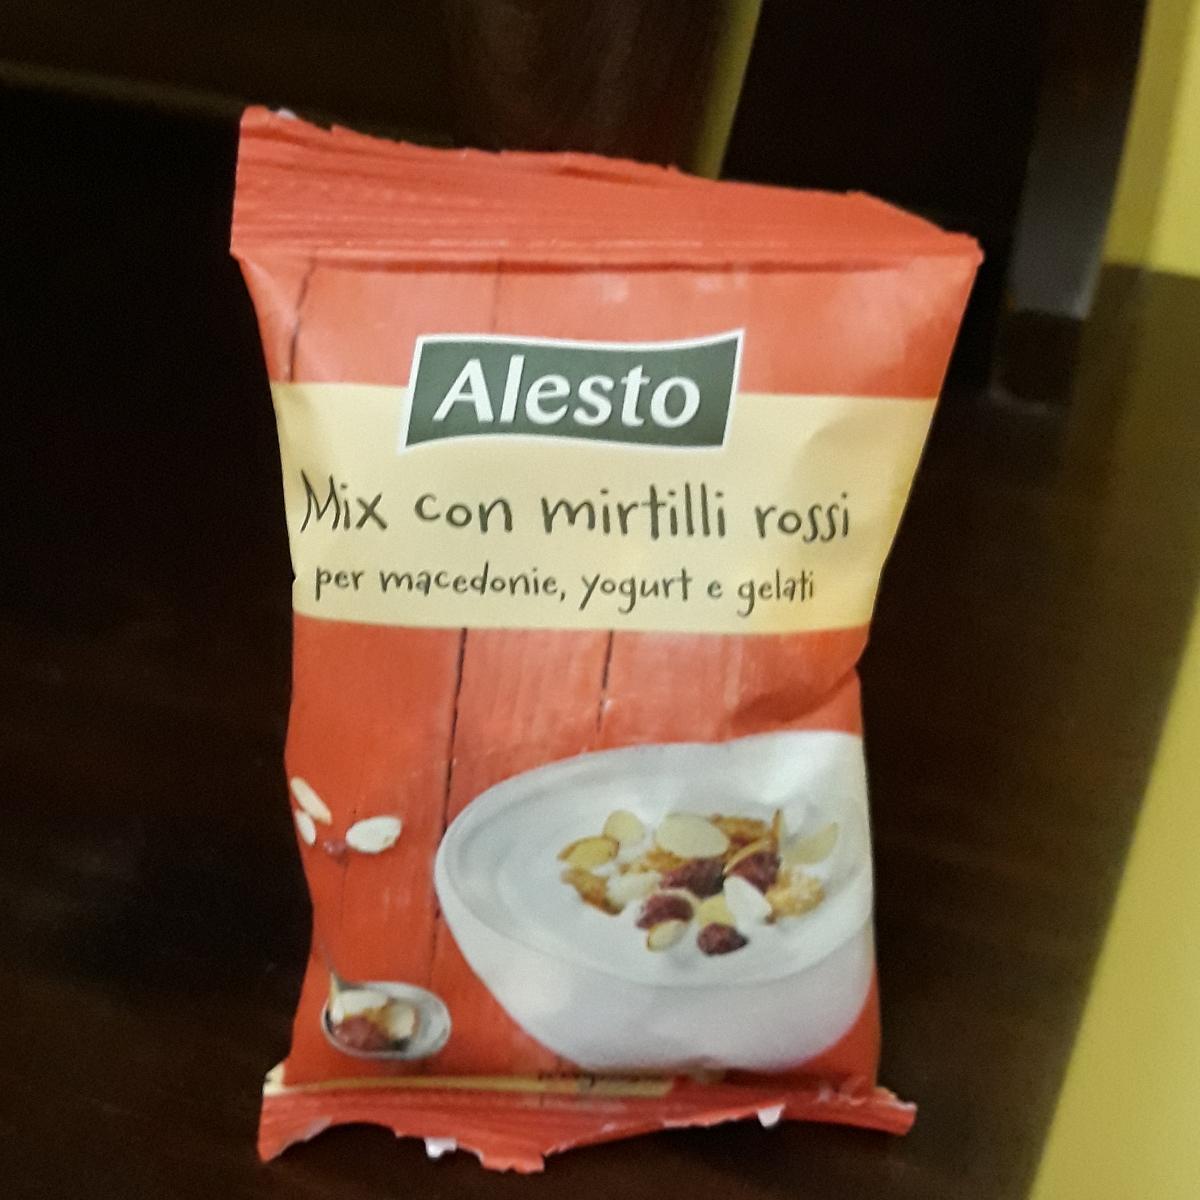 Alesto
Mix con mirtilli rossi
per macedonie, yogurt e gelati